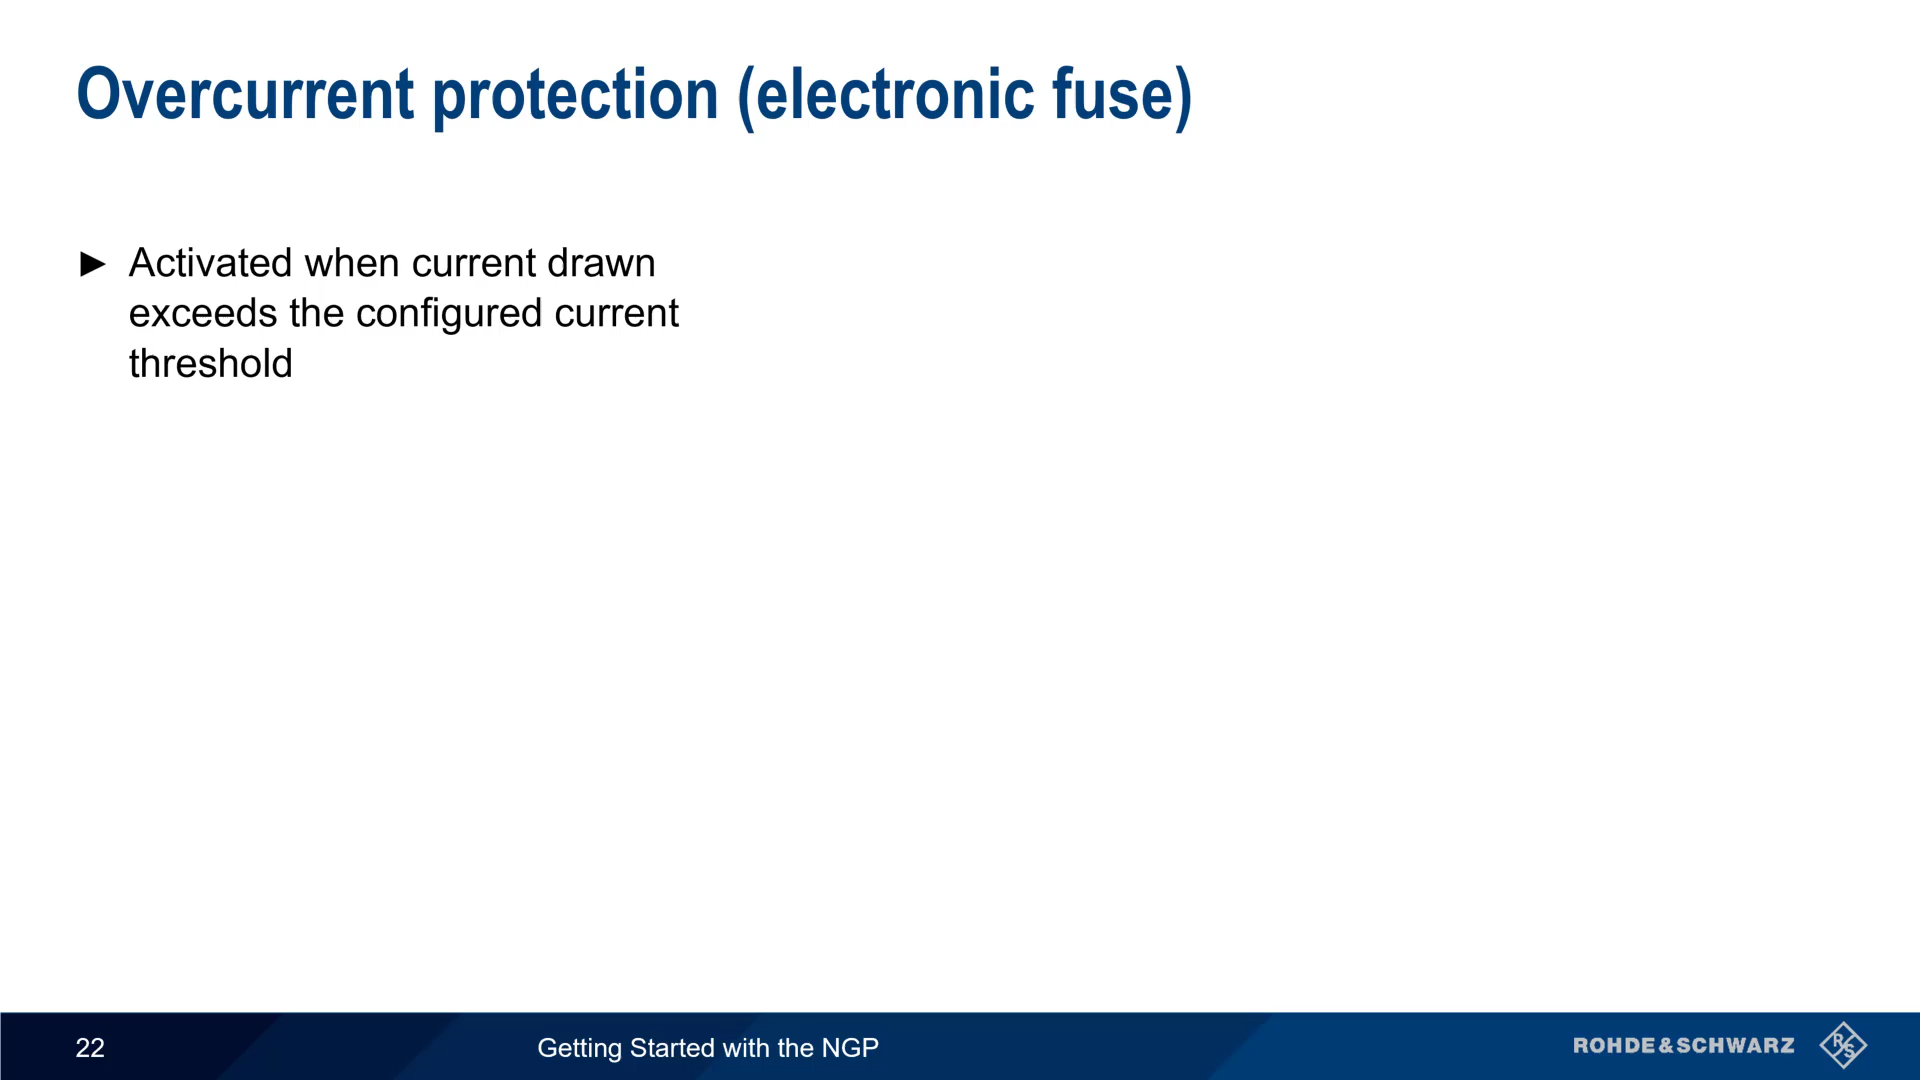 Overcurrent protection (electronic fuse)
► Activated when current drawn
exceeds the configured current
threshold
22
Getting Started with the NGP
ROHDE&SCHWARZ
R
S